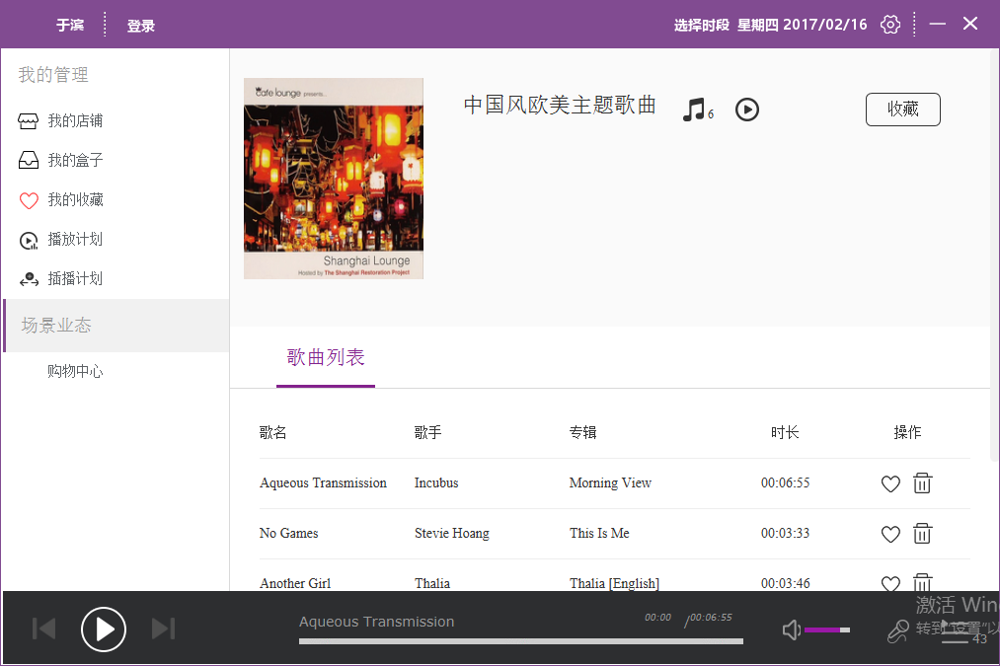 于滨 登录 选择时段 星期四 2017/02/16
我的管理
我的店铺
我的盒子
我的收藏
播放计划
插播计划
场景业态
购物中心
cafe lounge presents...
Shanghai Lounge
Hosted by The Shanghai Restoration Project
中国风欧美主题歌曲 6 收藏
歌曲列表
歌名 歌手 专辑 时长 操作
Aqueous Transmission Incubus Morning View 00:06:55
No Games Stevie Hoang This Is Me 00:03:33
Another Girl Thalia Thalia [English] 00:03:46
Aqueous Transmission 00:00 /00:06:55
激活 Win
转到"设置"以
43